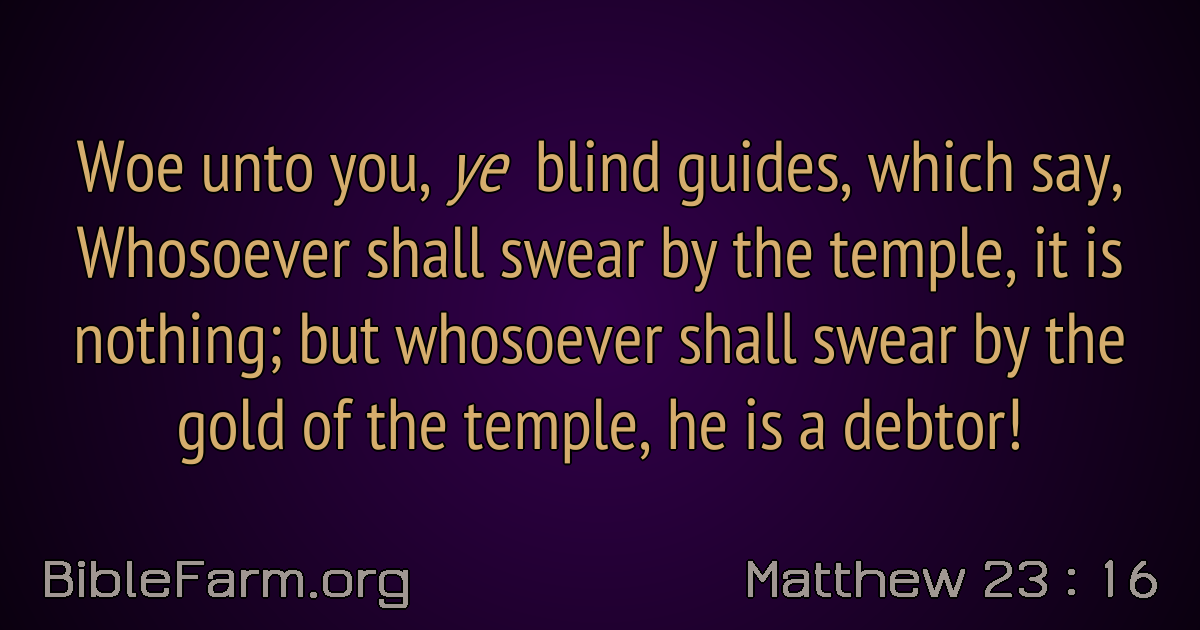 Woe unto you, ye blind guides, which say,
Whosoever shall swear by the temple, it is
nothing; but whosoever shall swear by the
gold of the temple, he is a debtor!
BibleFarm.org
Matthew 23 : 16